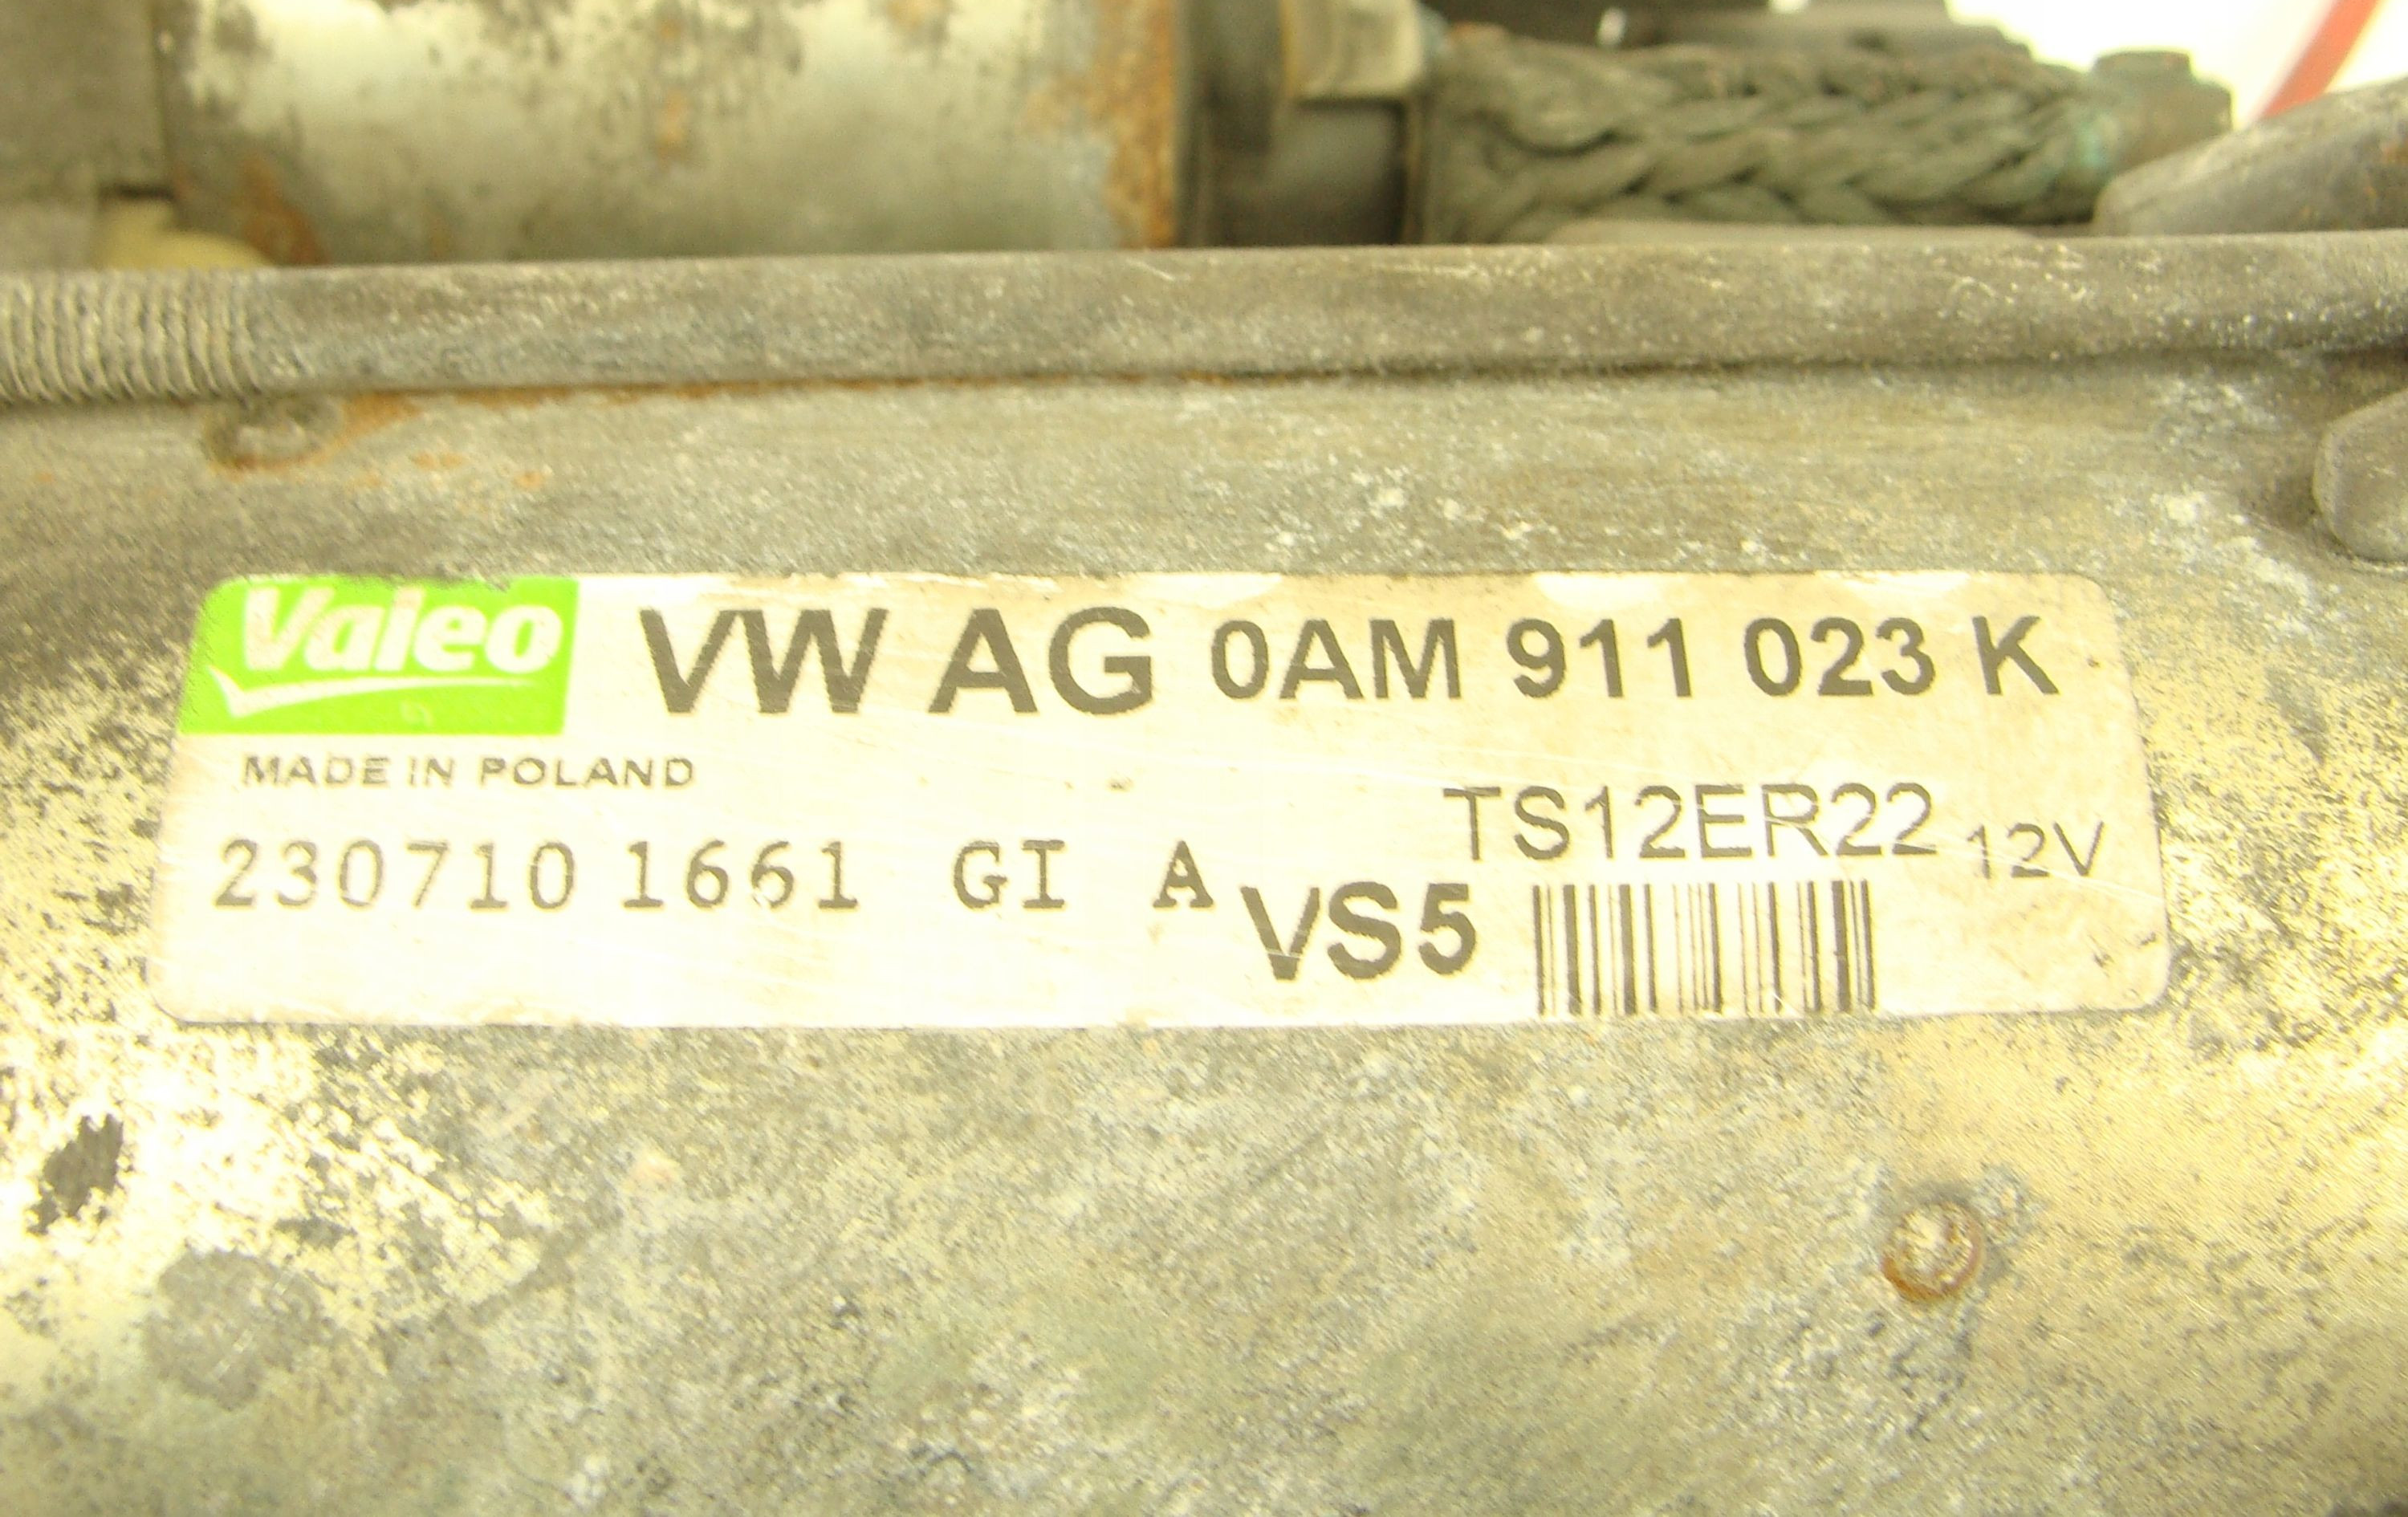 Valeo VW AG 0AM 911 023 K
MADE IN POLAND
TS12ER22 12V
230710 1661 GI A VS5